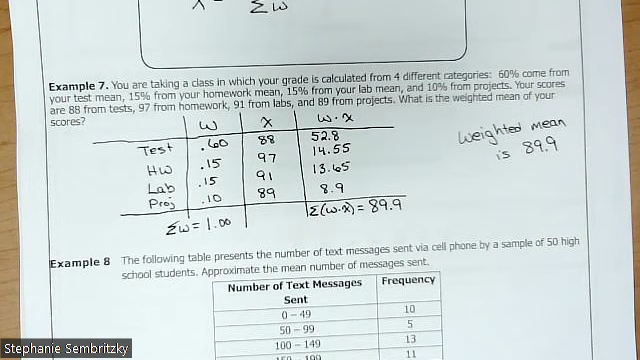 x
Σw
Example 7. You are taking a class in which your grade is calculated from 4 different categories: 60% come from
your test mean, 15% from your homework mean, 15% from your lab mean, and 10% from projects. Your scores
are 88 from tests, 97 from homework, 91 from labs, and 89 from projects. What is the weighted mean of your
scores?
w x w·x
Test .60 88 52.8
HW .15 97 14.55
Lab .15 91 13.65
Proj .10 89 8.9
Σw = 1.00 Σ(w·x) = 89.9
weighted mean
is 89.9
Example 8 The following table presents the number of text messages sent via cell phone by a sample of 50 high
school students. Approximate the mean number of messages sent.
Number of Text Messages Frequency
Sent
0 – 49 10
50 – 99 5
100 – 149 13
150 – 199 11
Stephanie Sembritzky